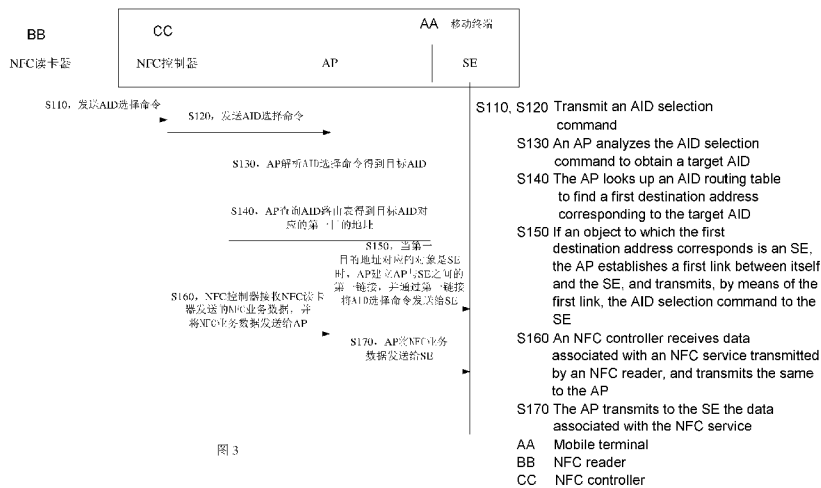 AA 移动终端
BB
CC
NFC读卡器
NFC控制器
AP
SE
S110，发送AID选择命令
S120，发送AID选择命令
S130，AP解析AID选择命令得到目标AID
S140，AP查询AID路由表得到目标AID对
应的第一目的地址
S150，当第一
目的地址对应的对象是SE
时，AP建立AP与SE之间的
第一链接，并通过第一链接
将AID选择命令发送给SE
S160，NFC控制器接收NFC读卡
器发送的NFC业务数据，并
将NFC业务数据发送给AP
S170，AP将NFC业务
数据发送给SE
图 3
S110, S120 Transmit an AID selection
command
S130 An AP analyzes the AID selection
command to obtain a target AID
S140 The AP looks up an AID routing table
to find a first destination address
corresponding to the target AID
S150 If an object to which the first
destination address corresponds is an SE,
the AP establishes a first link between itself
and the SE, and transmits, by means of the
first link, the AID selection command to the
SE
S160 An NFC controller receives data
associated with an NFC service transmitted
by an NFC reader, and transmits the same
to the AP
S170 The AP transmits to the SE the data
associated with the NFC service
AA Mobile terminal
BB NFC reader
CC NFC controller